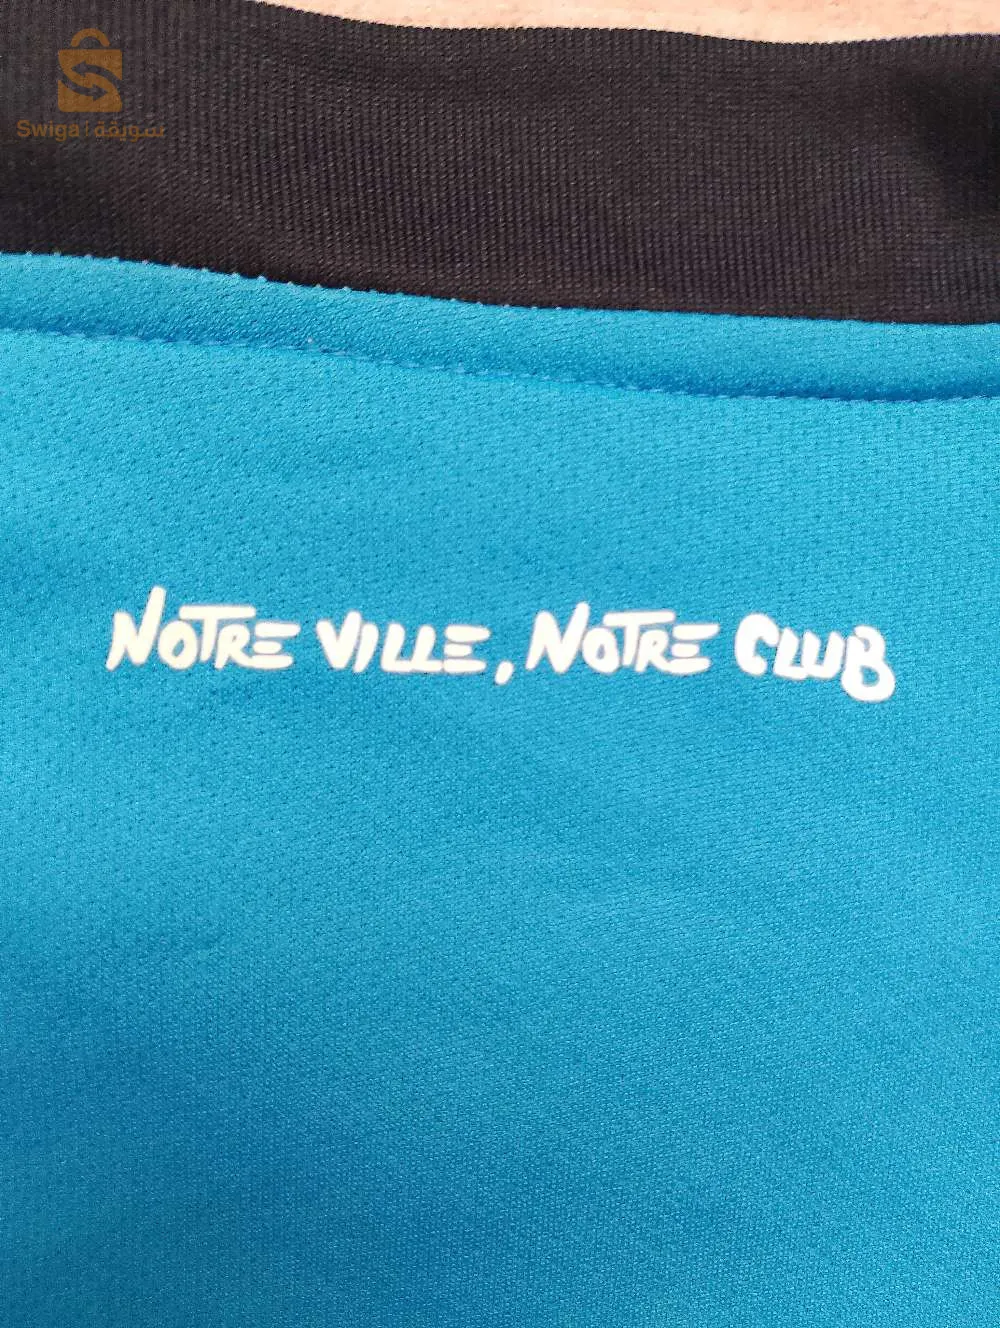 Swiga | سويقة
NOTRE VILLE, NOTRE CLUB